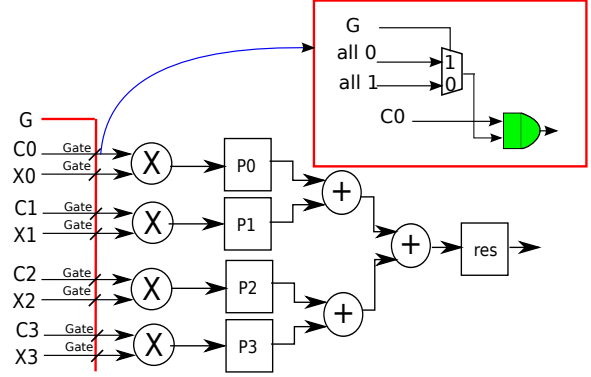 G
all 0
1
all 1
0
C0
G
C0 Gate
X0 Gate
X P0
+
C1 Gate
X1 Gate
X P1
+ res
C2 Gate
X2 Gate
X P2
+
C3 Gate
X3 Gate
X P3